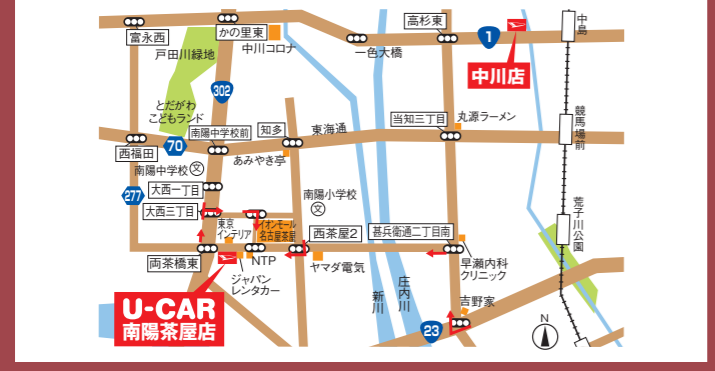 富永西
かの里東
中川コロナ
戸田川緑地
一色大橋
高杉東
1
中川店
中島
302
とだがわ
こどもランド
南陽中学校前
知多
東海通
当知三丁目
丸源ラーメン
競馬場前
西福田
70
南陽中学校
文
あみやき亭
277
大西一丁目
大西三丁目
南陽小学校
文
東京
インテリア
イオンモール
名古屋茶屋
西茶屋2
甚兵衛通二丁目南
荒子川公園
両茶橋東
NTP
ジャパン
レンタカー
ヤマダ電気
早瀬内科
クリニック
新川
庄内川
吉野家
23
N
U-CAR
南陽茶屋店